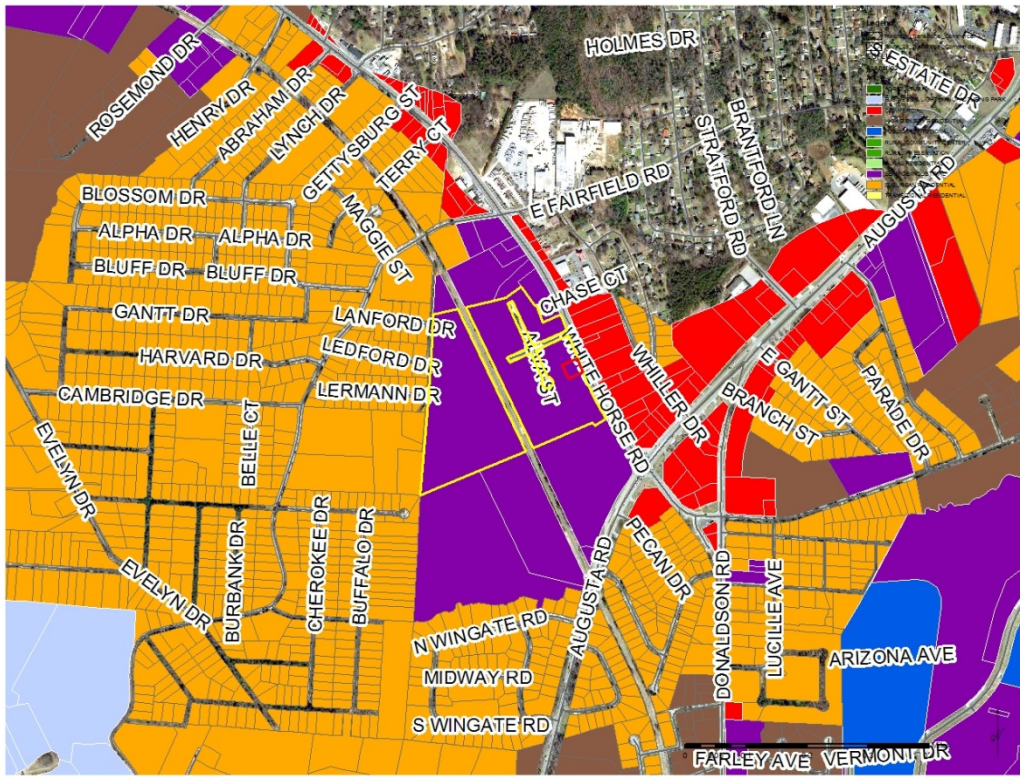 HOLMES DR
S ESTATE DR
ROSEMOND DR
HENRY DR
ABRAHAM DR
LYNCH DR
GETTYSBURG ST
TERRY CT
BRANTFORD LN
STRATFORD RD
E FAIRFIELD RD
AUGUSTA RD
BLOSSOM DR
MAGGIE ST
ALPHA DR
ALPHA DR
BLUFF DR
BLUFF DR
CHASE CT
GANTT DR
LANFORD DR
ALVA ST
WHITE HORSE RD
HARVARD DR
LEDFORD DR
WHILLER DR
E GANTT ST
PARADE DR
CAMBRIDGE DR
LERMANN DR
BRANCH ST
BELLE CT
EVELYN DR
BURBANK DR
CHEROKEE DR
BUFFALO DR
PECAN DR
AUGUSTA RD
DONALDSON RD
LUCILLE AVE
EVELYN DR
N WINGATE RD
ARIZONA AVE
MIDWAY RD
S WINGATE RD
FARLEY AVE
VERMONT DR